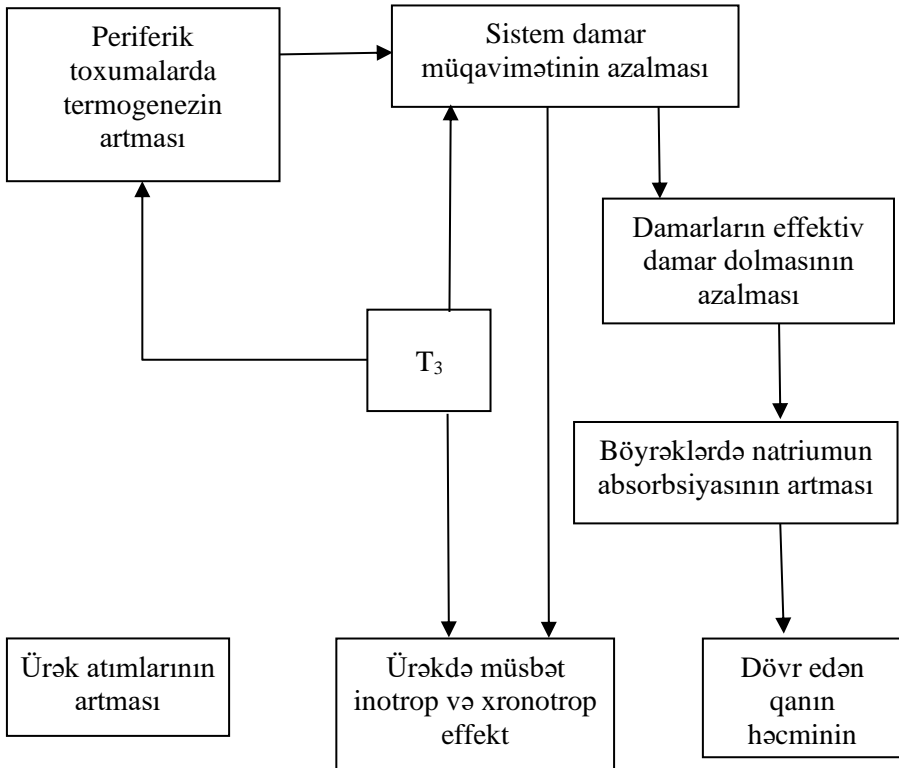 Periferik
toxumalarda
termogenezin
artması
Sistem damar
müqavimətinin azalması
Damarların effektiv
damar dolmasının
azalması
T₃
Böyrəklərdə natriumun
absorbsiyasının artması
Ürək atımlarının
artması
Ürəkdə müsbət
inotrop və xronotrop
effekt
Dövr edən
qanın
həcminin